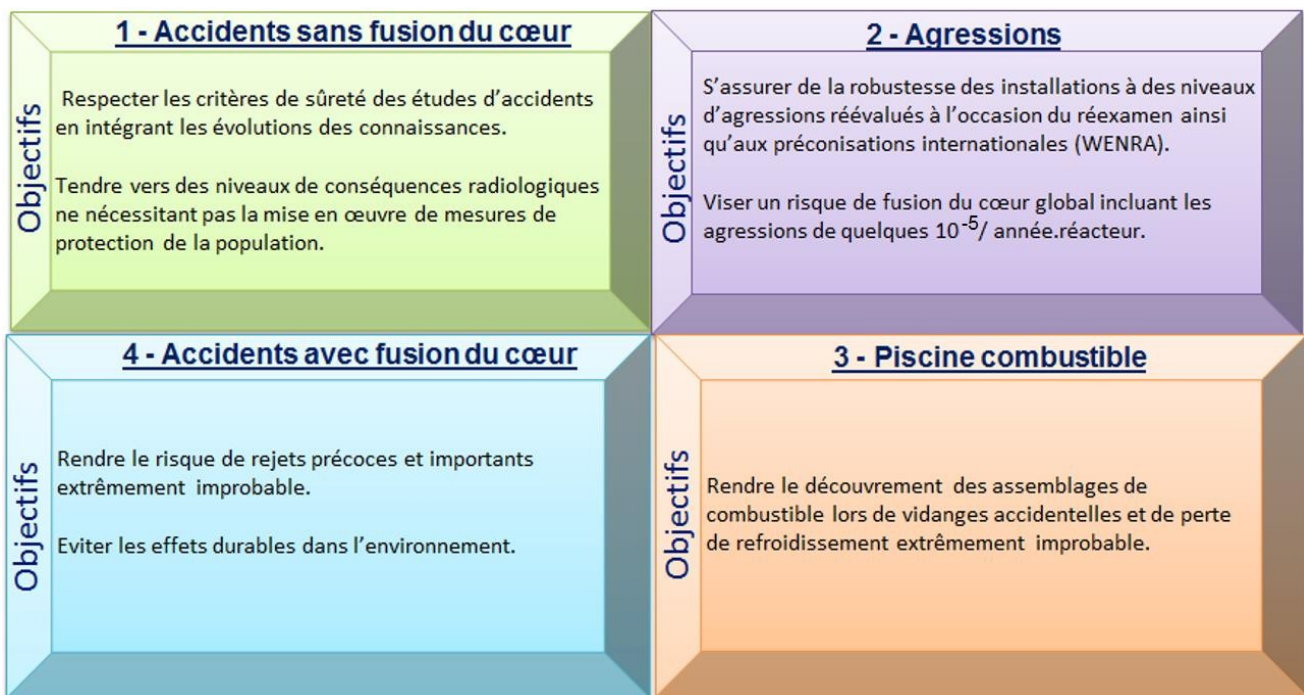 1 - Accidents sans fusion du cœur
Objectifs
Respecter les critères de sûreté des études d'accidents
en intégrant les évolutions des connaissances.
Tendre vers des niveaux de conséquences radiologiques
ne nécessitant pas la mise en œuvre de mesures de
protection de la population.
2 - Agressions
Objectifs
S'assurer de la robustesse des installations à des niveaux
d'agressions réévalués à l'occasion du réexamen ainsi
qu'aux préconisations internationales (WENRA).
Viser un risque de fusion du cœur global incluant les
agressions de quelques 10⁻⁵/ année.réacteur.
4 - Accidents avec fusion du cœur
Objectifs
Rendre le risque de rejets précoces et importants
extrêmement improbable.
Eviter les effets durables dans l'environnement.
3 - Piscine combustible
Objectifs
Rendre le découvrement des assemblages de
combustible lors de vidanges accidentelles et de perte
de refroidissement extrêmement improbable.